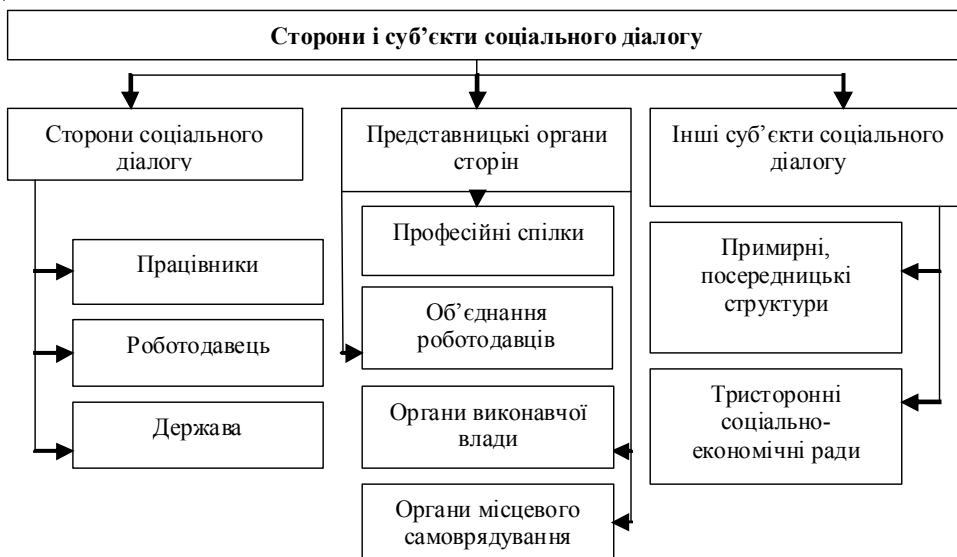 Сторони і суб’єкти соціального діалогу
Сторони соціального
діалогу
Працівники
Роботодавець
Держава
Представницькі органи
сторін
Професійні спілки
Об’єднання
роботодавців
Органи виконавчої
влади
Органи місцевого
самоврядування
Інші суб’єкти соціального
діалогу
Примирні,
посередницькі
структури
Тристоронні
соціально-
економічні ради